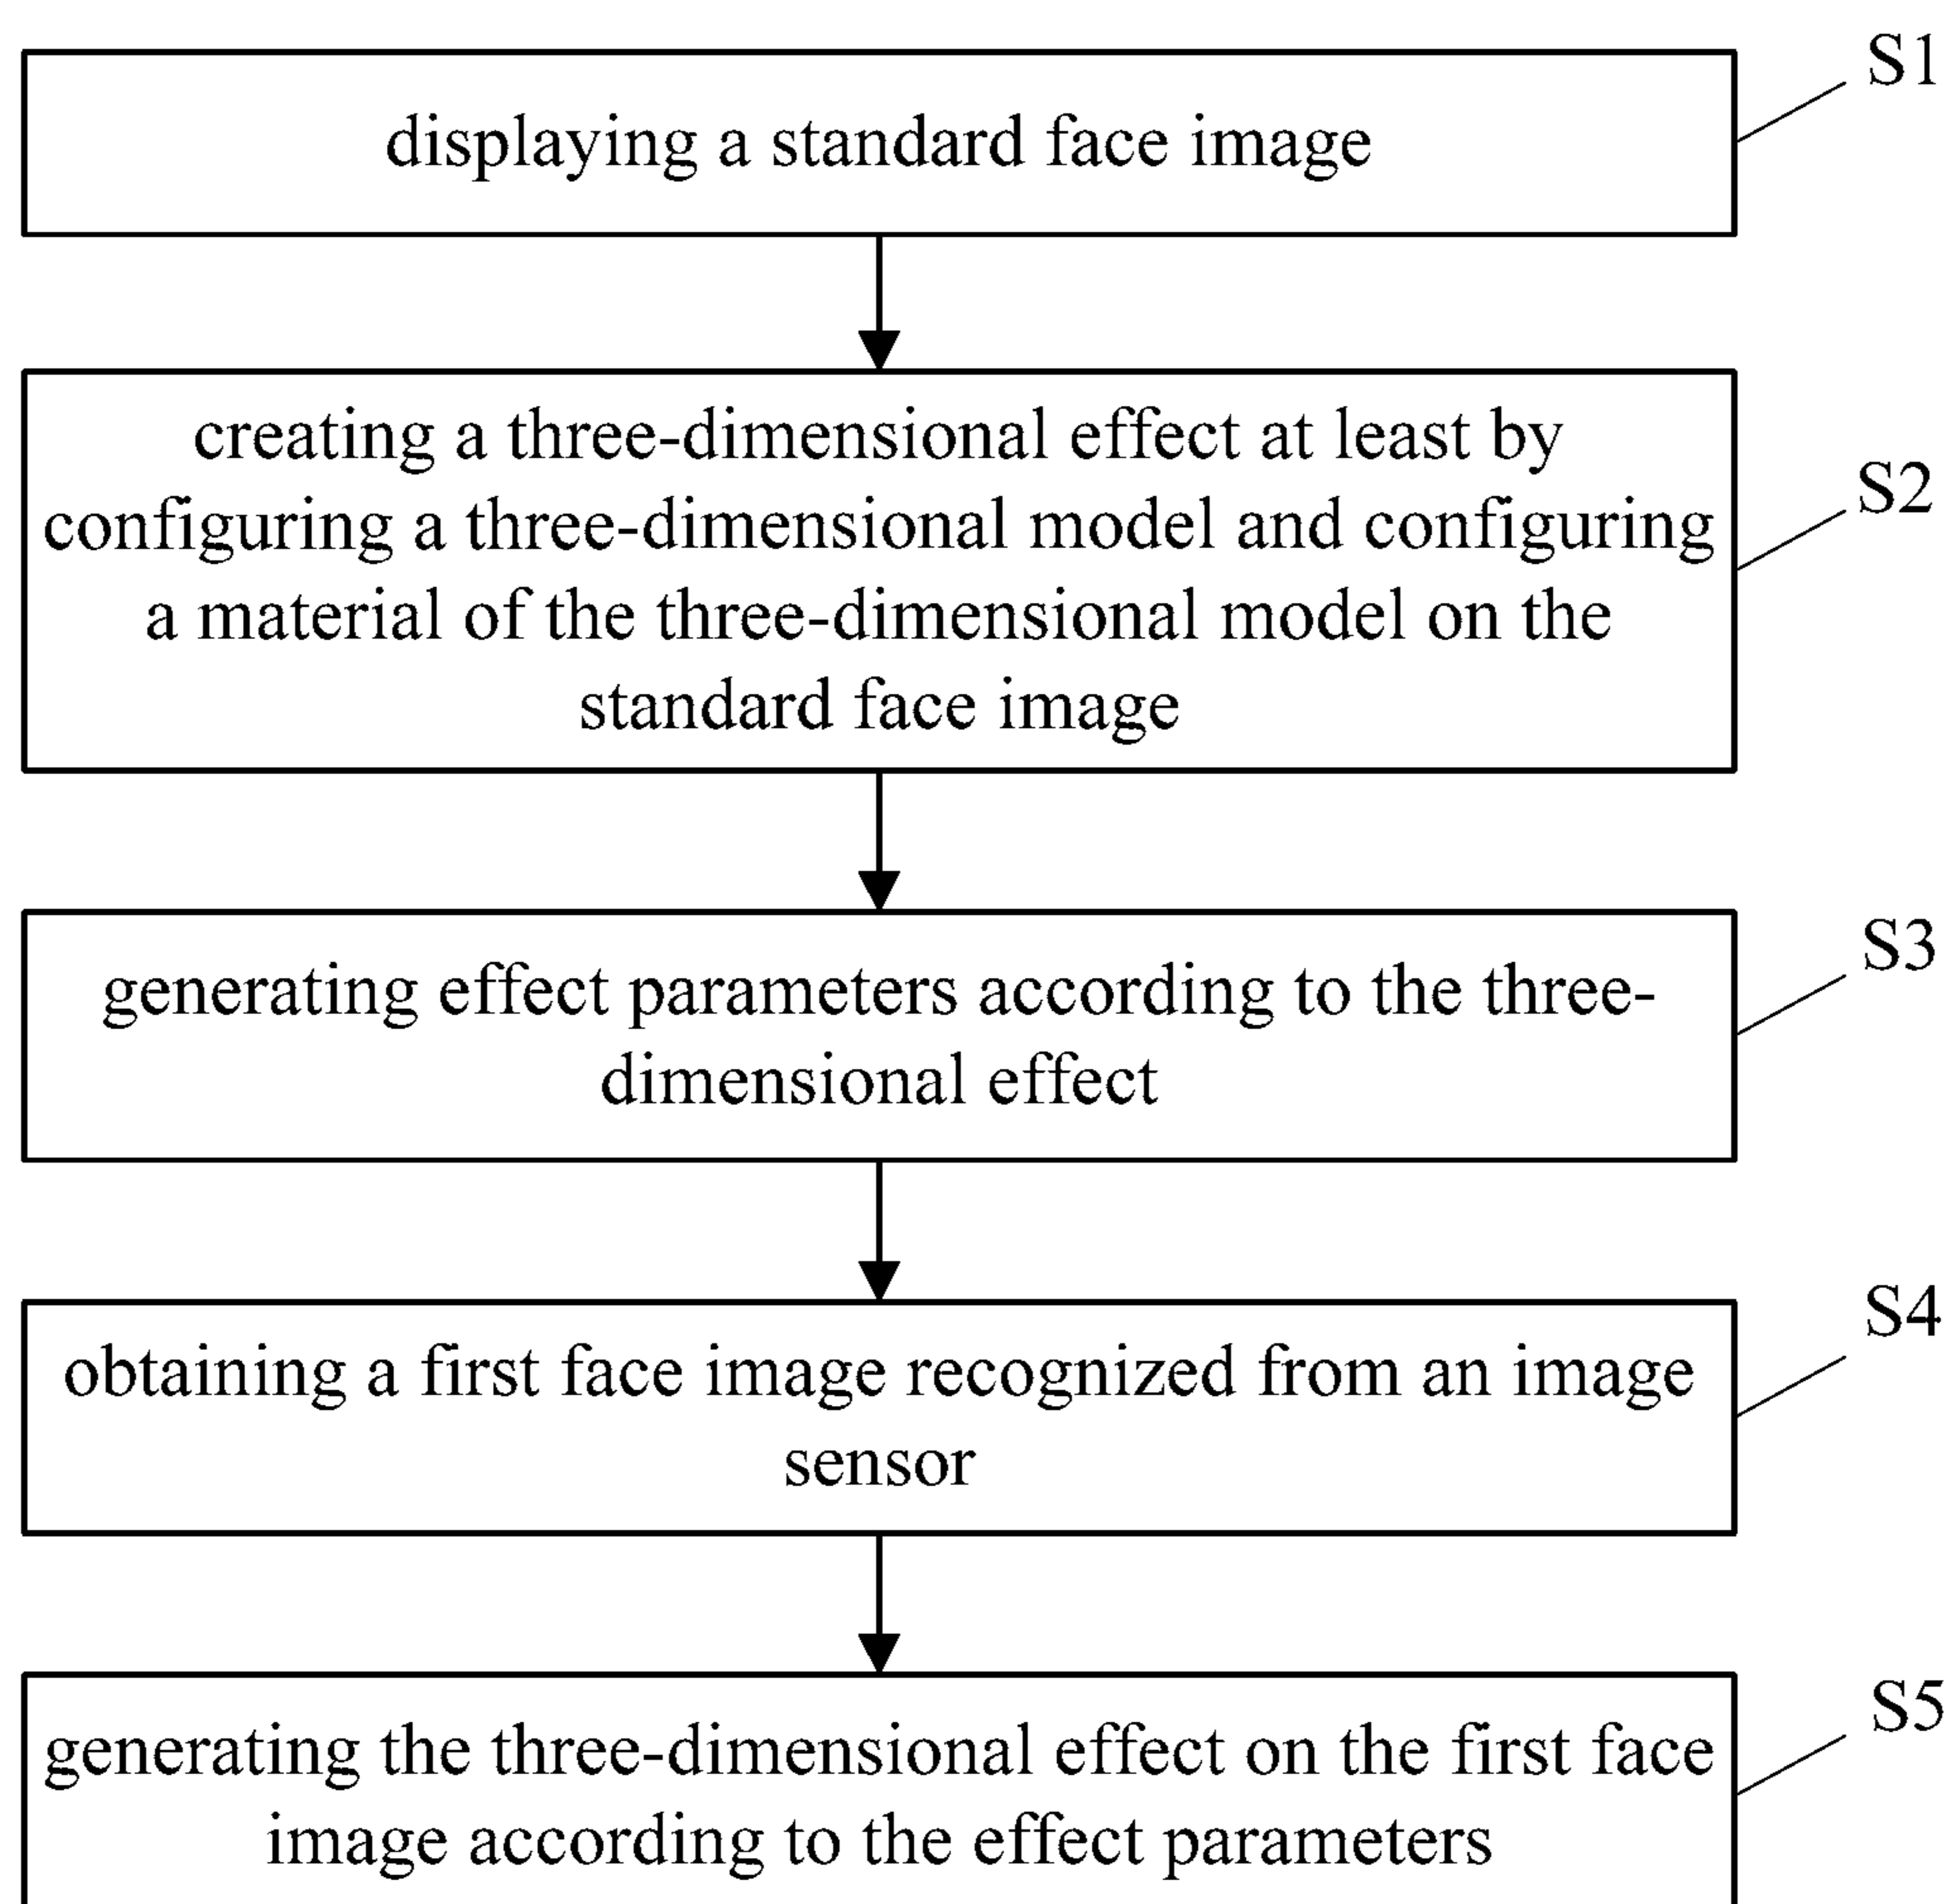 S1
displaying a standard face image
creating a three-dimensional effect at least by
configuring a three-dimensional model and configuring
a material of the three-dimensional model on the
standard face image
S2
generating effect parameters according to the three-
dimensional effect
S3
obtaining a first face image recognized from an image
sensor
S4
generating the three-dimensional effect on the first face
image according to the effect parameters
S5